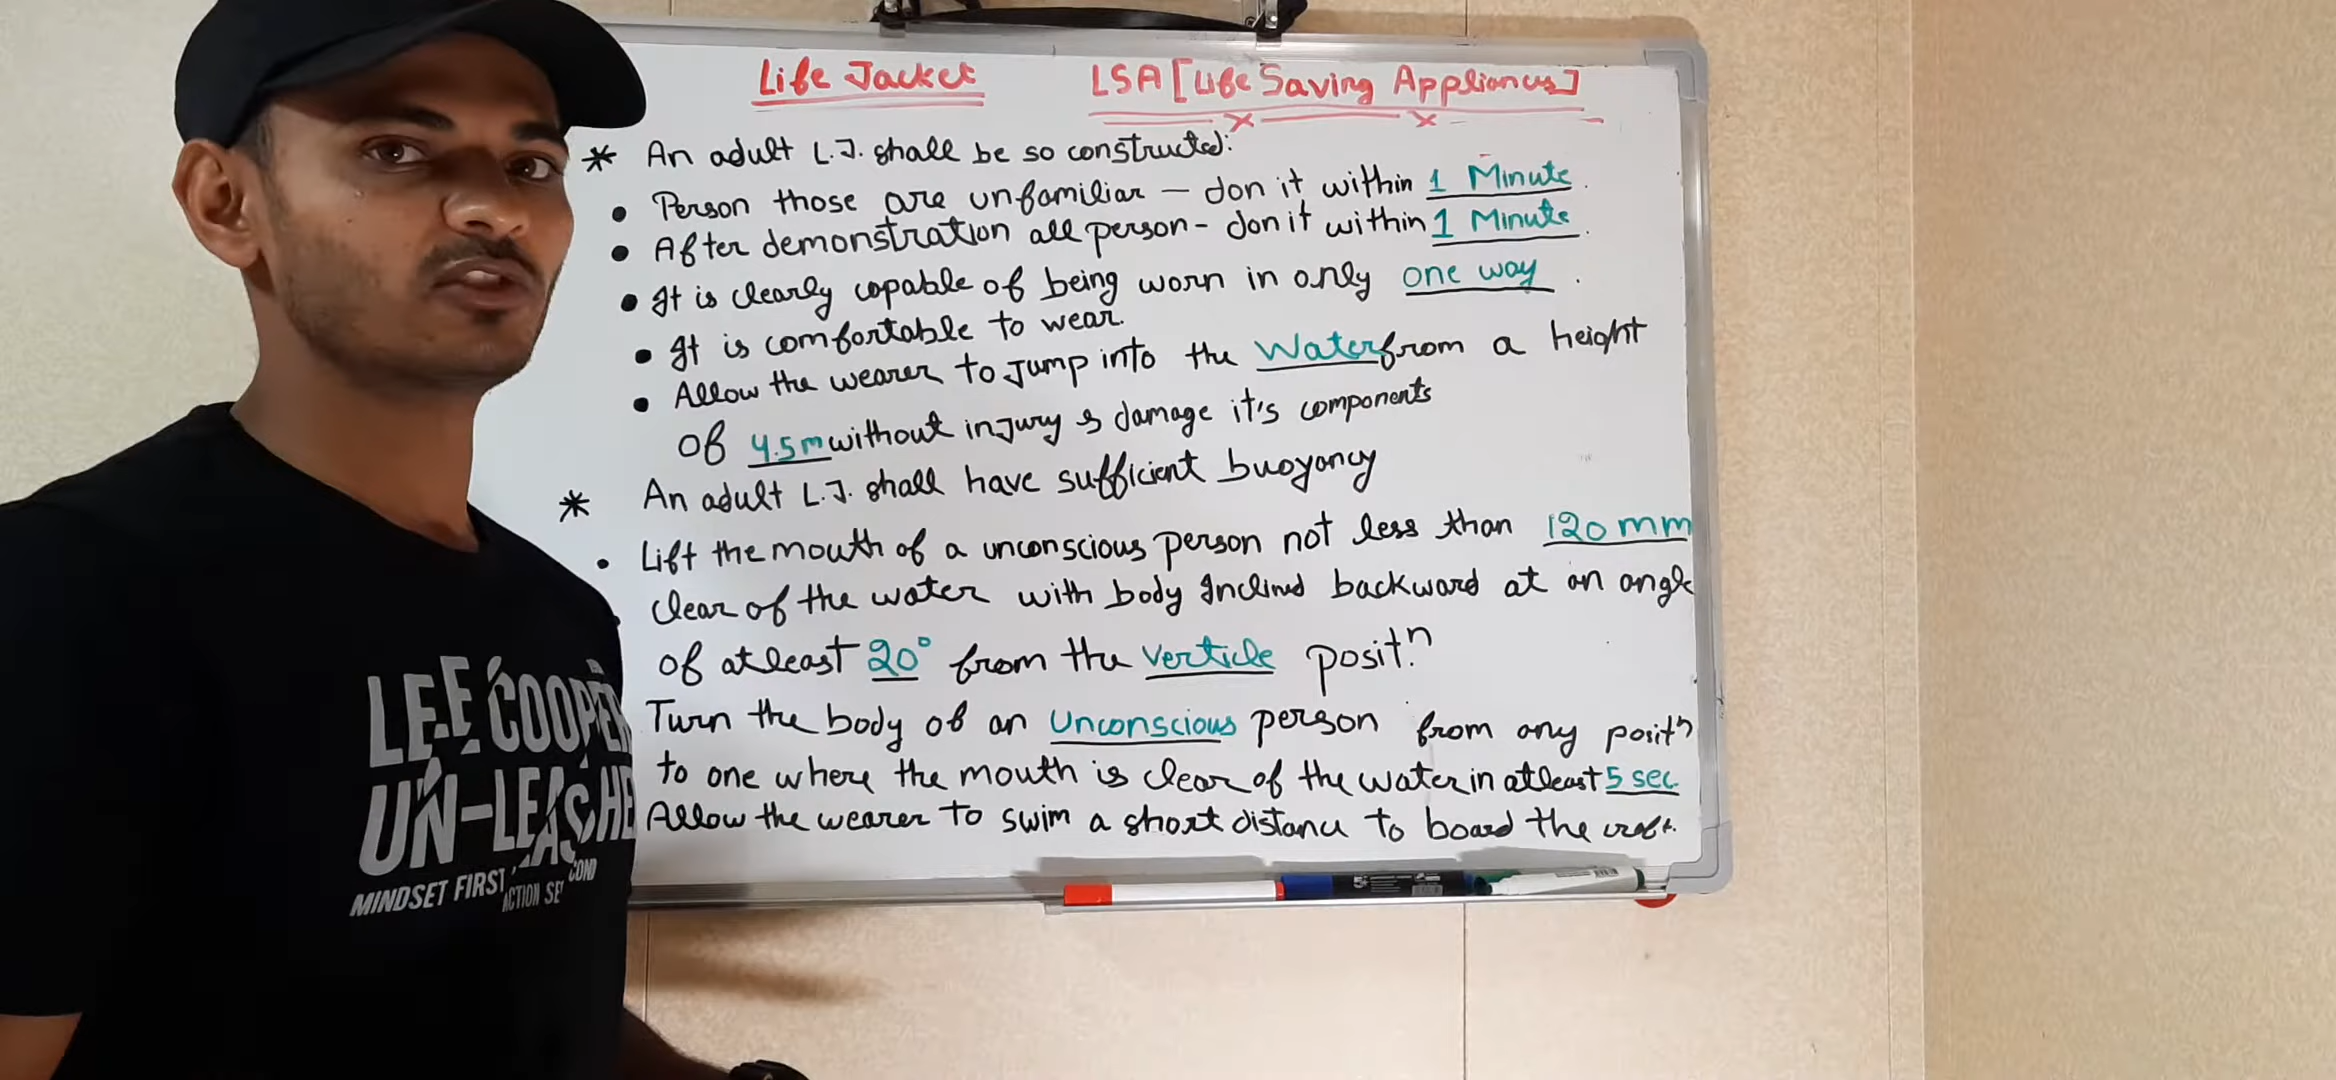 Life Jacket LSA [Life Saving Appliances]
* An adult L.J. shall be so constructed:
• Person those are unfamiliar — don it within 1 Minute.
• After demonstration all person - don it within 1 Minute.
• It is clearly capable of being worn in only one way.
• It is comfortable to wear.
• Allow the wearer to jump into the Water from a height
of 4.5m without injury & damage it's components
* An adult L.J. shall have sufficient buoyancy
• Lift the mouth of a unconscious person not less than 120 mm
clear of the water with body Inclined backward at an angle
of atleast 20° from the verticle positn
Turn the body of an Unconscious person from any positn
to one where the mouth is clear of the water in atleast 5 sec.
Allow the wearer to swim a short distance to board the craft.
LEE COOPER
UN-LEASHE
MINDSET FIRST
ACTION SE COND